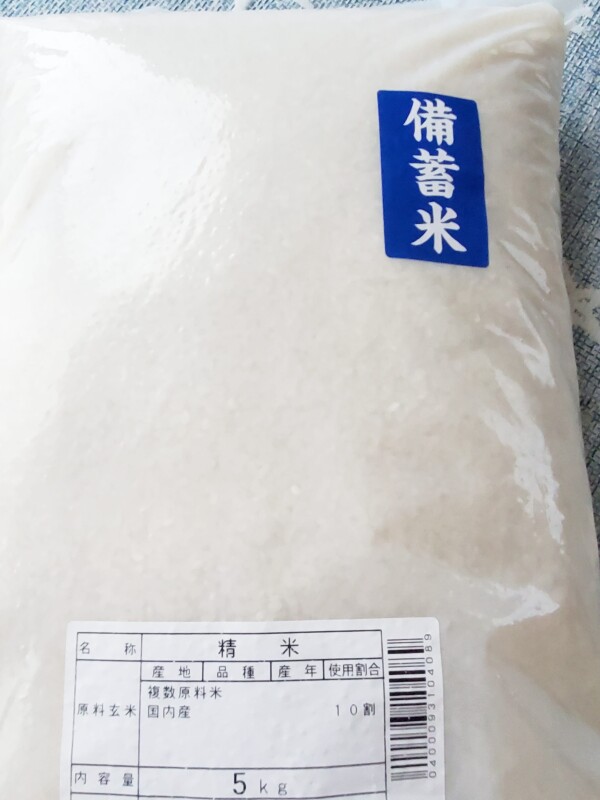 備蓄米
名称 精米
産地 品種 産年 使用割合
原料玄米
複数原料米
国内産 10割
内容量 5kg
0400093104089